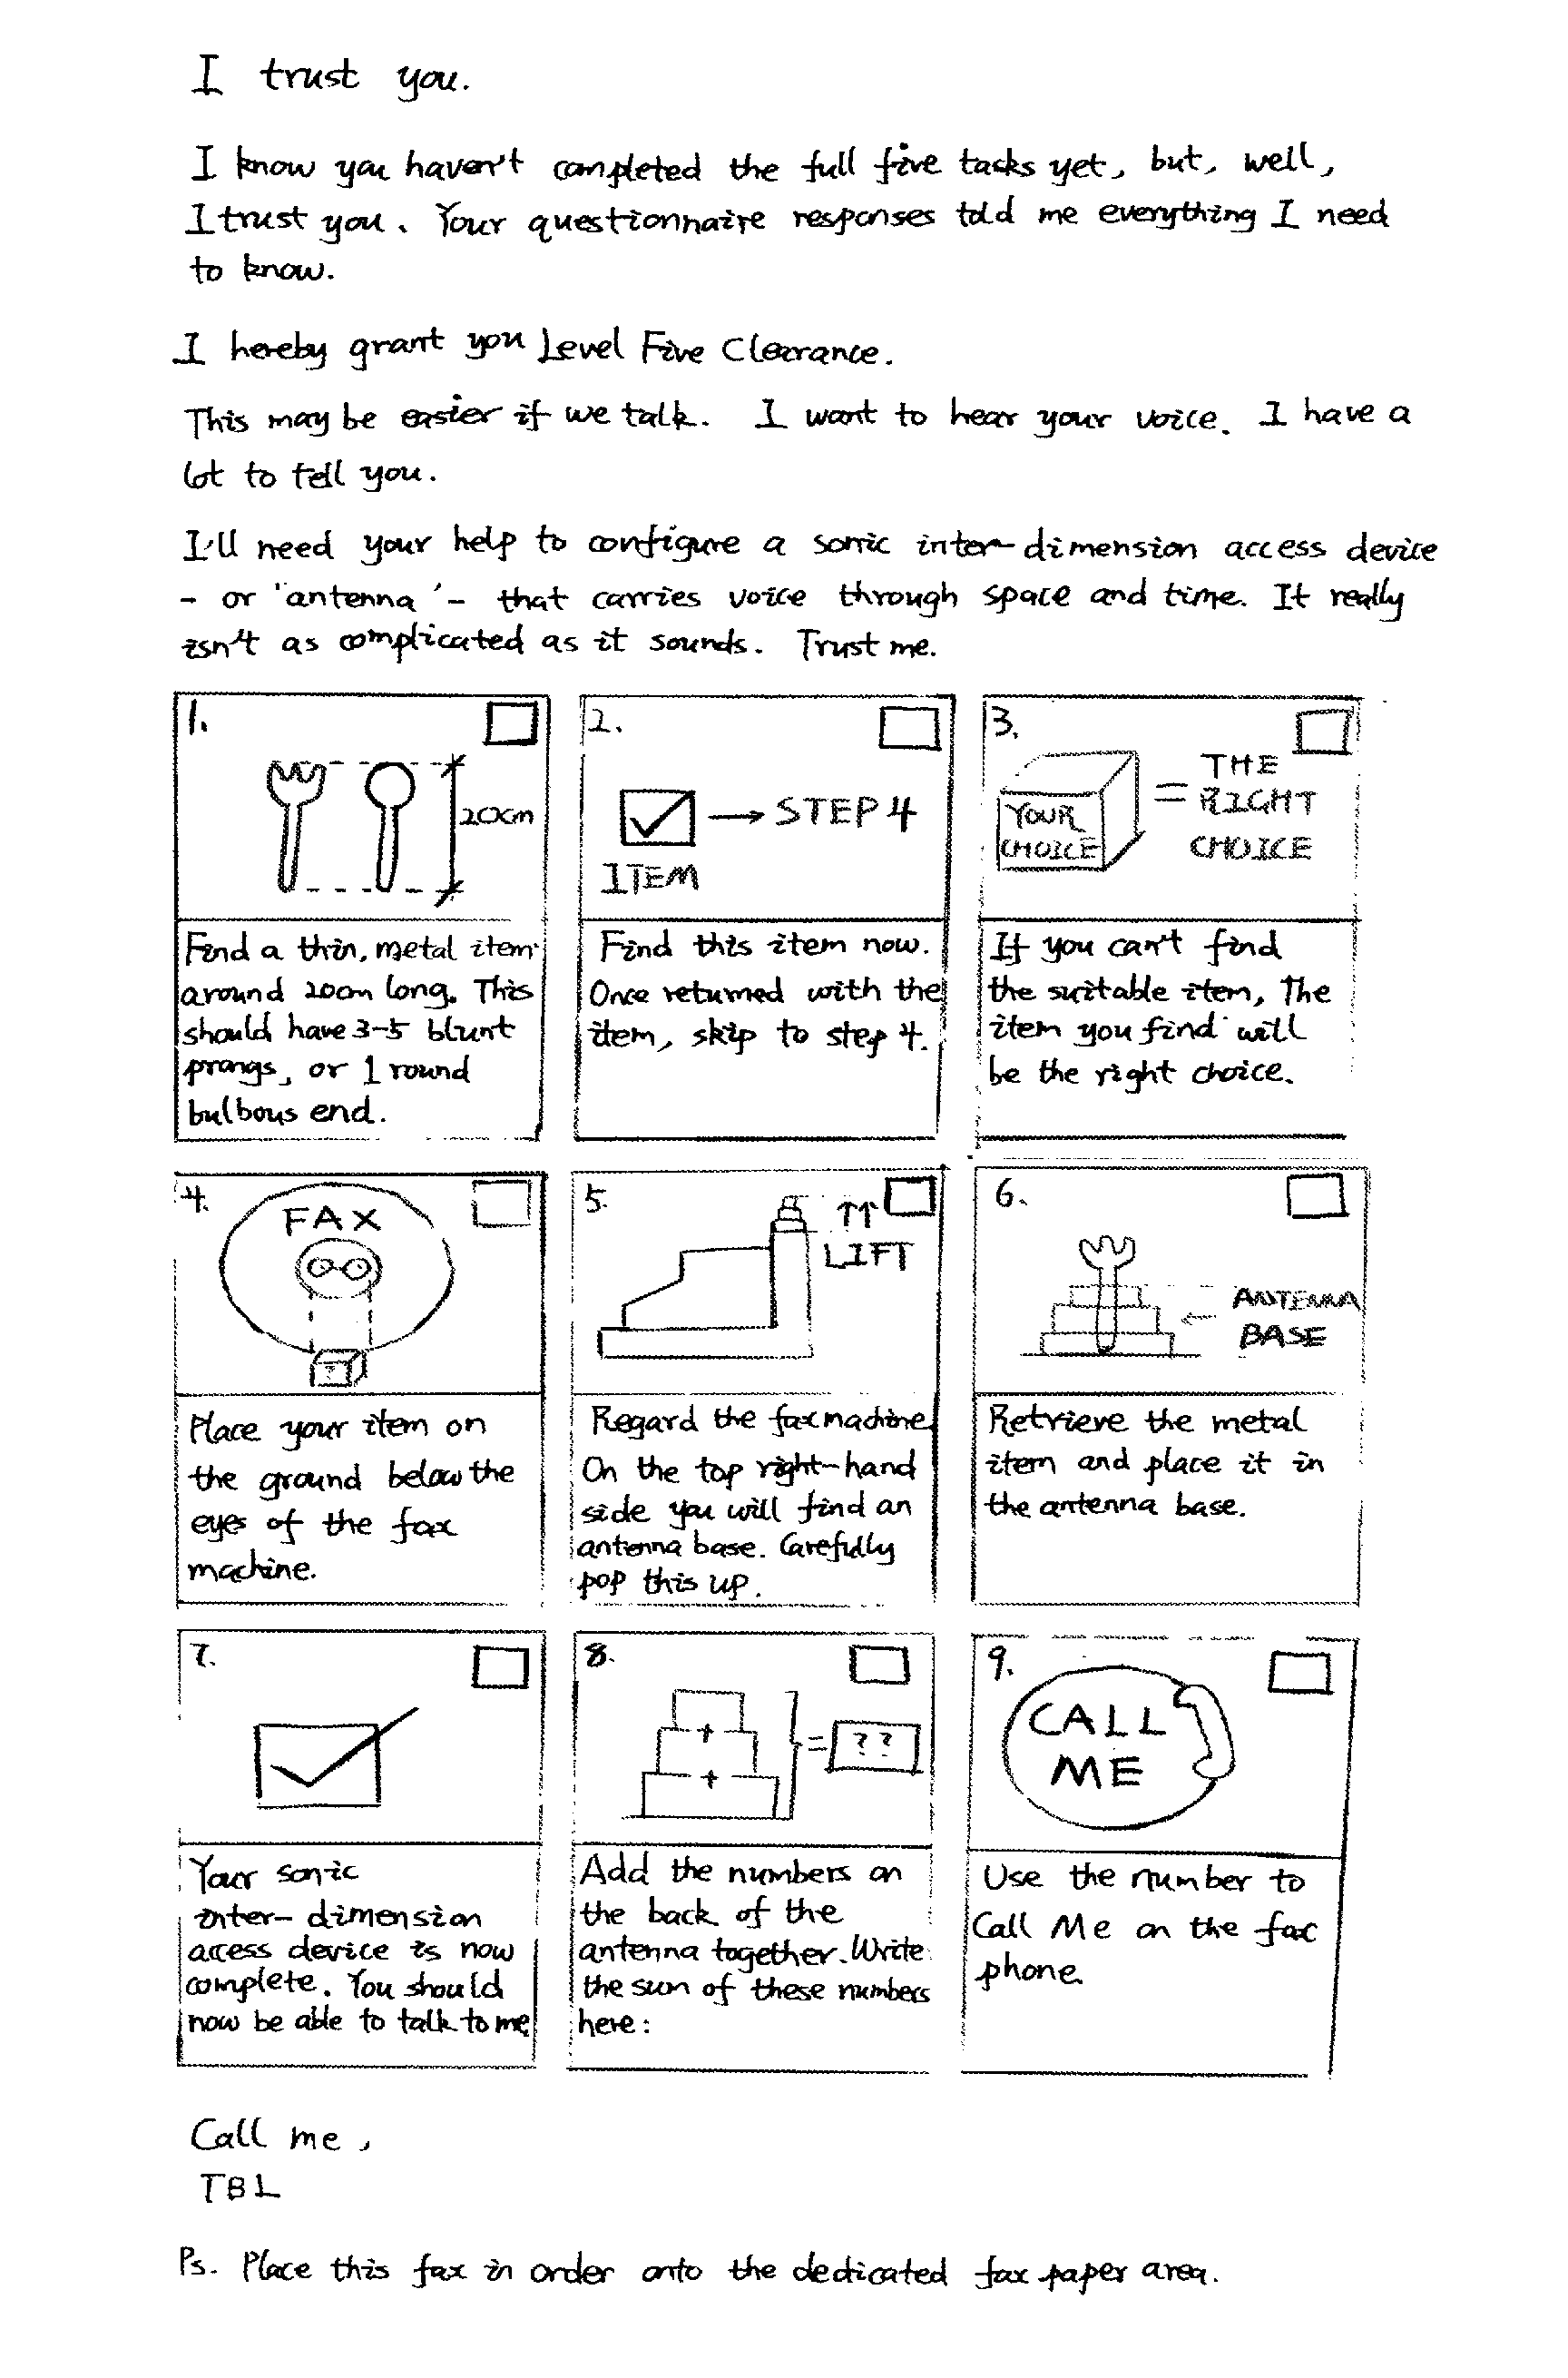 I trust you.
I know you haven't completed the full five tasks yet, but, well,
I trust you. Your questionnaire responses told me everything I need
to know.
I hereby grant you Level Five Clearance.
This may be easier if we talk. I want to hear your voice. I have a
lot to tell you.
I'll need your help to configure a sonic inter-dimension access device
- or 'antenna' - that carries voice through space and time. It really
isn't as complicated as it sounds. Trust me.
1.
20cm
Find a thin, metal item
around 20cm long. This
should have 3-5 blunt
prongs, or 1 round
bulbous end.
2.
→ STEP 4
ITEM
Find this item now.
Once returned with the
item, skip to step 4.
3.
YOUR
CHOICE
=
THE
RIGHT
CHOICE
If you can't find
the suitable item, The
item you find will
be the right choice.
4.
FAX
?
Place your item on
the ground below the
eyes of the fax
machine.
5.
↑↑
LIFT
Regard the fax machine.
On the top right-hand
side you will find an
antenna base. Carefully
pop this up.
6.
ANTENNA
BASE
Retrieve the metal
item and place it in
the antenna base.
7.
Your sonic
inter-dimension
access device is now
complete. You should
now be able to talk to me
8.
+
+
= ??
Add the numbers on
the back of the
antenna together. Write
the sum of these numbers
here:
9.
CALL
ME
Use the number to
Call Me on the fax
phone.
Call me,
TBL
Ps. Place this fax in order onto the dedicated fax paper area.